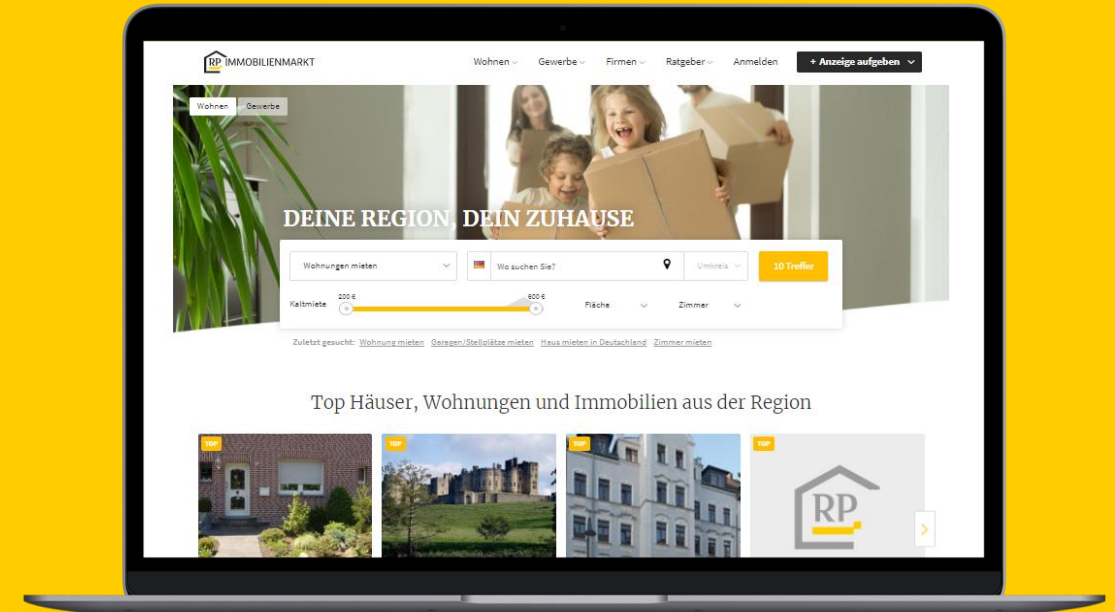 RP IMMOBILIENMARKT
Wohnen Gewerbe Firmen Ratgeber Anmelden + Anzeige aufgeben
Wohnen Gewerbe
DEINE REGION, DEIN ZUHAUSE
Wohnungen mieten Wo suchen Sie? Umkreis 10 Treffer
Kaltmiete 200 € 600 € Fläche Zimmer
Zuletzt gesucht: Wohnung mieten Garagen/Stellplätze mieten Haus mieten in Deutschland Zimmer mieten
Top Häuser, Wohnungen und Immobilien aus der Region
TOP TOP TOP TOP
RP